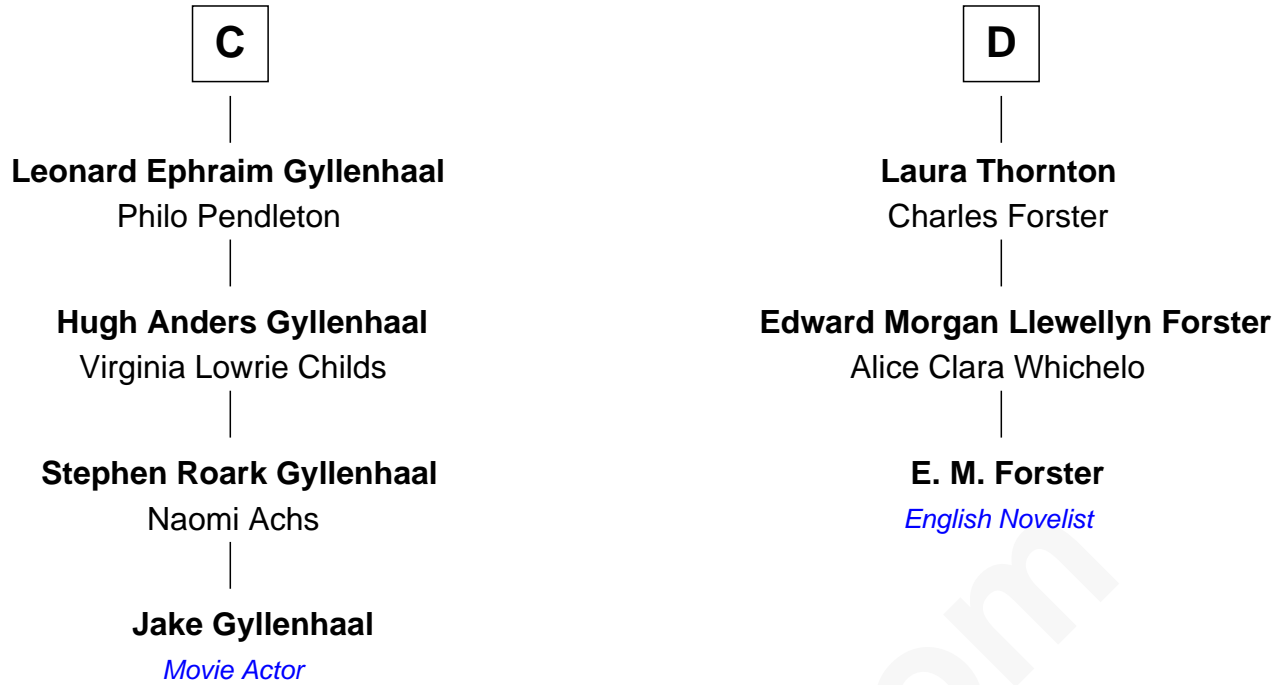 C
Leonard Ephraim Gyllenhaal
Philo Pendleton
Hugh Anders Gyllenhaal
Virginia Lowrie Childs
Stephen Roark Gyllenhaal
Naomi Achs
Jake Gyllenhaal
Movie Actor
D
Laura Thornton
Charles Forster
Edward Morgan Llewellyn Forster
Alice Clara Whichelo
E. M. Forster
English Novelist
om